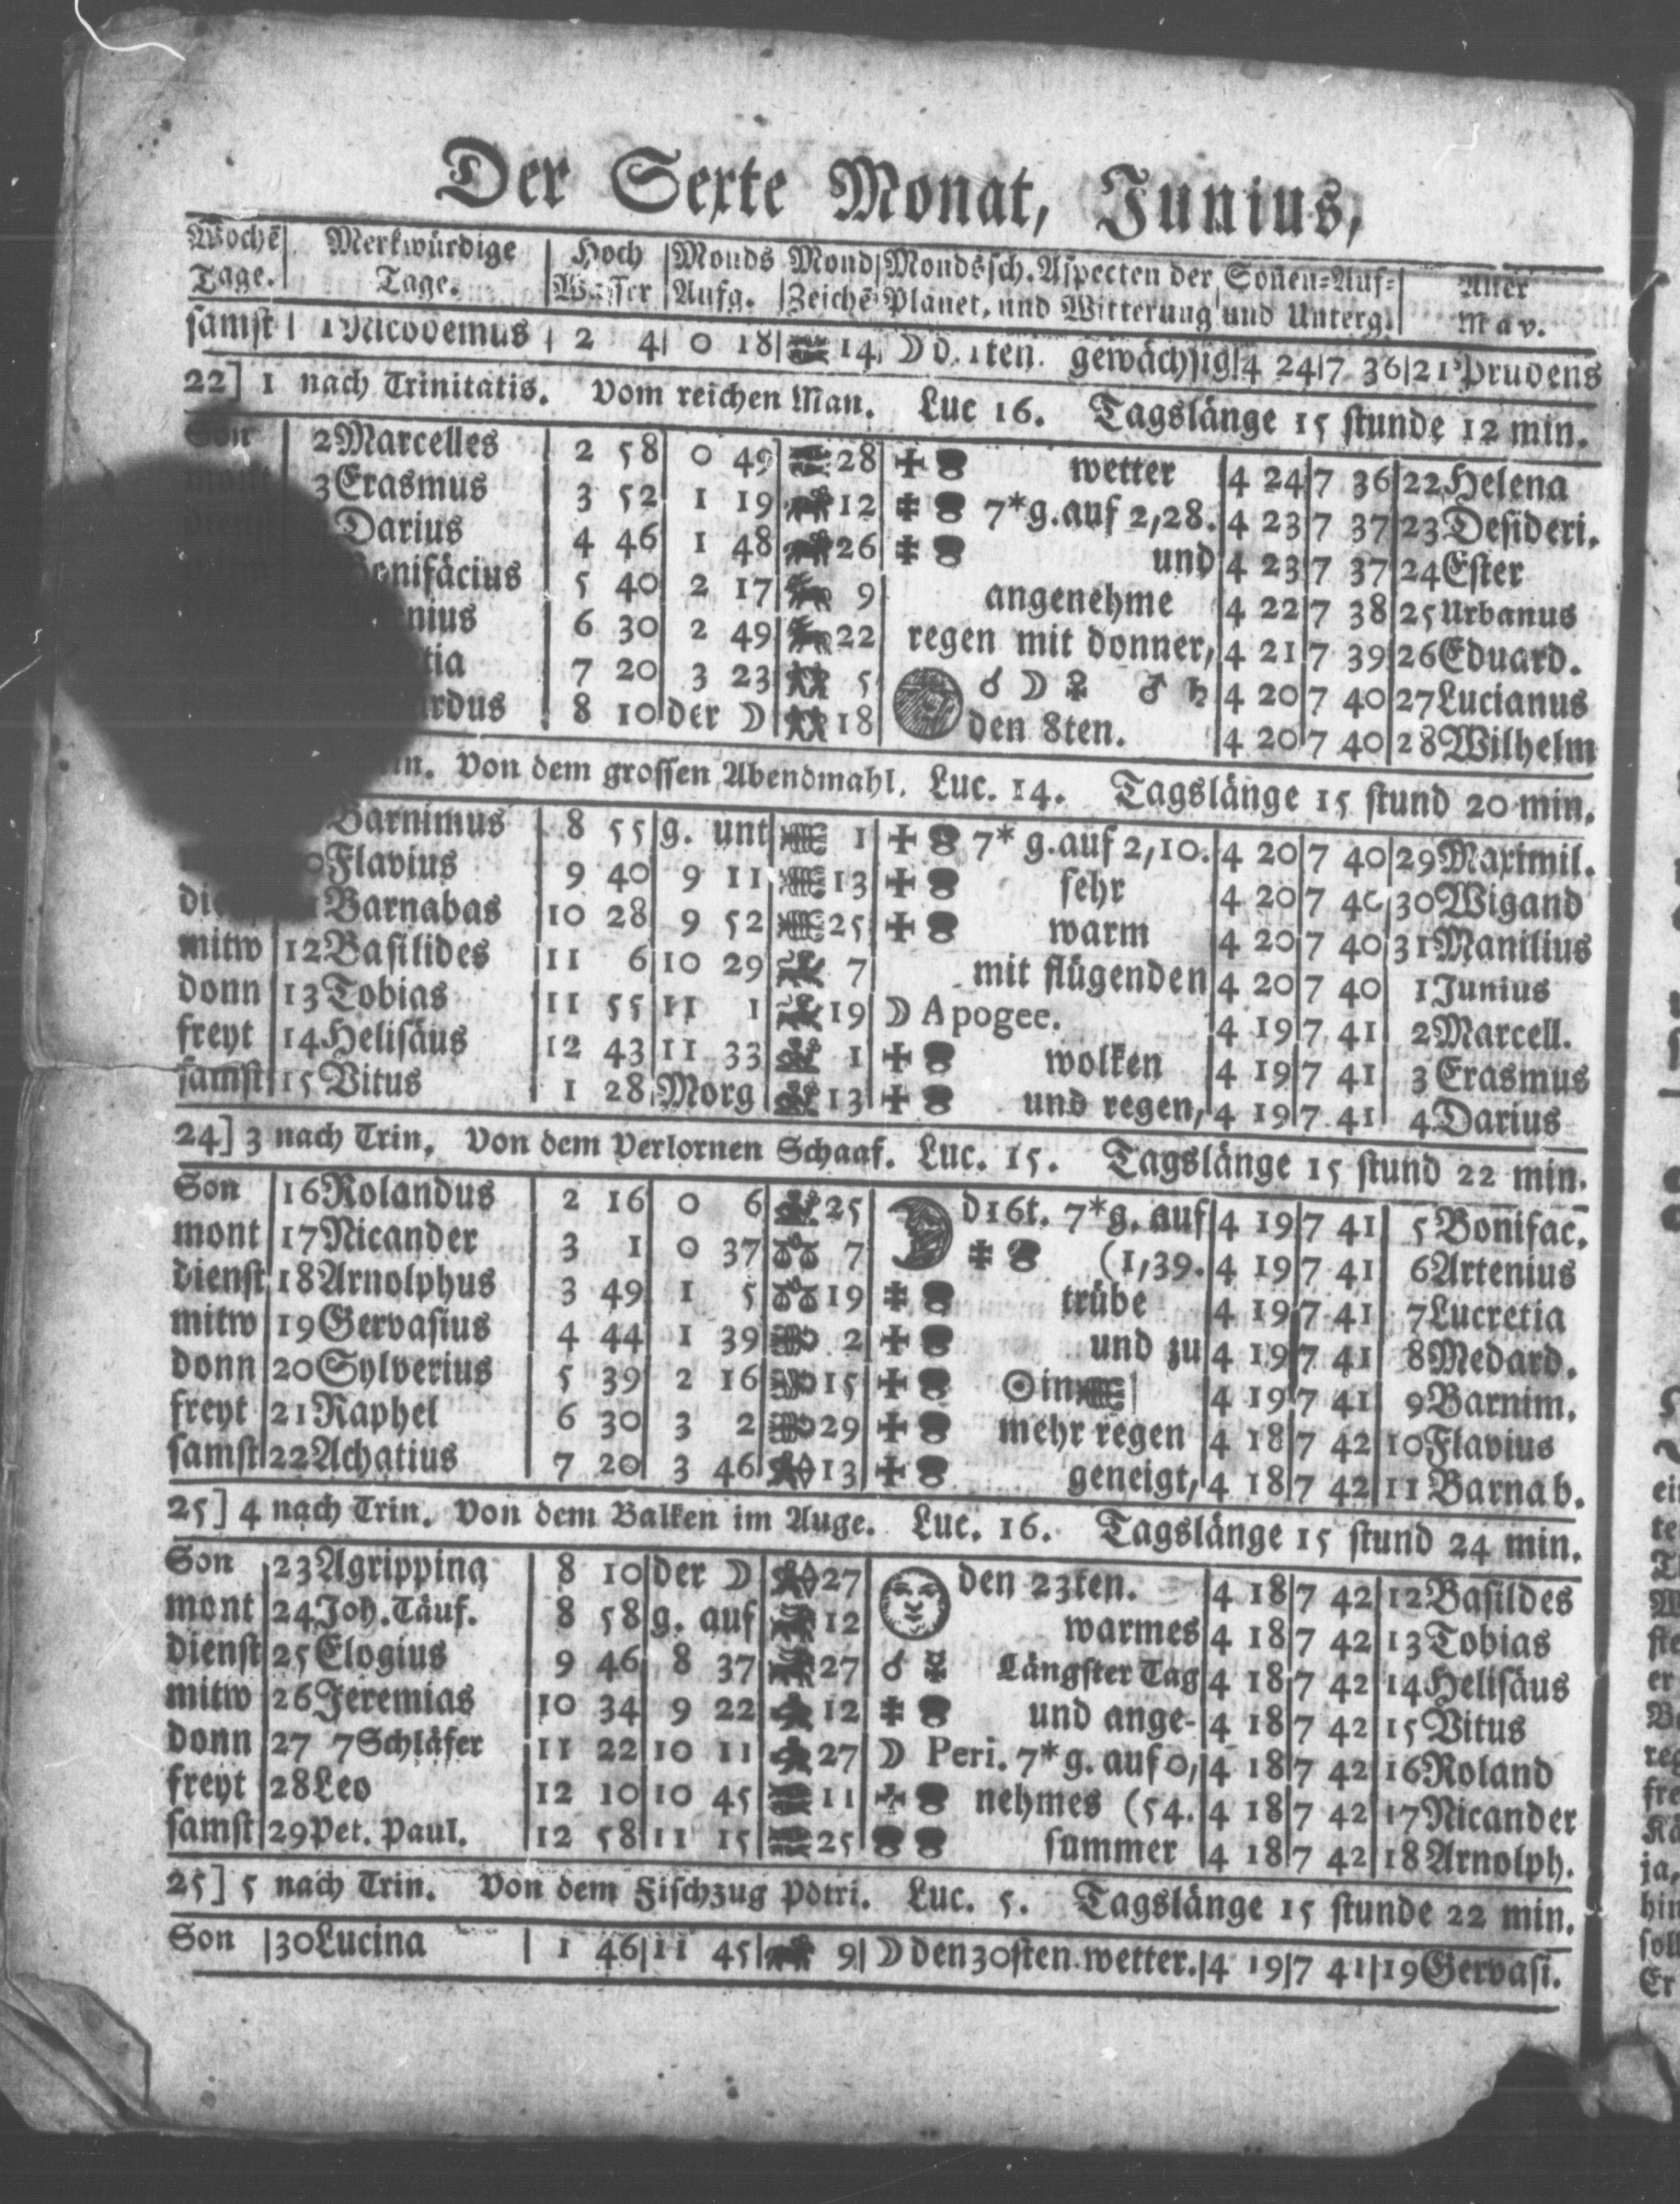 Der Sexte Monat, Junius,
Wochē Merkwürdige Hoch Monds Mond Mondssch. Aspecten der Soñen=Auf= Alter
Tage. Tage. Wasser Aufg. Zeichē Planet, und Witterung und Unterg. May.
samst 1 Nicodemus 2 4 0 18 14 ☽ d. 1ten. gewächsig 4 24 7 36 21 Prudens
22] 1 nach Trinitatis. Vom reichen Man. Luc 16. Tagslänge 15 stunde 12 min.
Son 2 Marcelles 2 58 0 49 28 wetter 4 24 7 36 22 Helena
mont 3 Erasmus 3 52 1 19 12 7*g. auf 2,28. 4 23 7 37 23 Desideri.
Darius 4 46 1 48 26 und 4 23 7 37 24 Ester
onifácius 5 40 2 17 9 angenehme 4 22 7 38 25 Urbanus
nius 6 30 2 49 22 regen mit donner, 4 21 7 39 26 Eduard.
tia 7 20 3 23 5 ☌ ☽ ☿ ♂ ♄ 4 20 7 40 27 Lucianus
rdus 8 10 der ☽ 18 den 8ten. 4 20 7 40 28 Wilhelm
in. Von dem grossen Abendmahl. Luc. 14. Tagslänge 15 stund 20 min.
Barnimus 8 55 g. unt 1 7* g. auf 2,10. 4 20 7 40 29 Maximil.
0 Flavius 9 40 9 11 13 sehr 4 20 7 40 30 Wigand
Barnabas 10 28 9 52 25 warm 4 20 7 40 31 Manilius
mitw 12 Basilides 11 6 10 29 7 mit flügenden 4 20 7 40 1 Junius
donn 13 Tobias 11 55 11 1 19 ☽ Apogee. 4 19 7 41 2 Marcell.
freyt 14 Helisäus 12 43 11 33 1 wolken 4 19 7 41 3 Erasmus
samst 15 Vitus 1 28 Morg 13 und regen, 4 19 7 41 4 Darius
24] 3 nach Trin. Von dem Verlornen Schaaf. Luc. 15. Tagslänge 15 stund 22 min.
Son 16 Rolandus 2 16 0 6 25 d16t. 7*g. auf 4 19 7 41 5 Bonifac.
mont 17 Nicander 3 1 0 37 7 (1,39. 4 19 7 41 6 Artenius
dienst 18 Arnolphus 3 49 1 5 19 trübe 4 19 7 41 7 Lucretia
mitw 19 Gervasius 4 44 1 39 2 und zu 4 19 7 41 8 Medard.
donn 20 Sylverius 5 39 2 16 15 ☉ in 4 19 7 41 9 Barnim.
freyt 21 Raphel 6 30 3 2 29 mehr regen 4 18 7 42 10 Flavius
samst 22 Achatius 7 20 3 46 13 geneigt, 4 18 7 42 11 Barnab.
25] 4 nach Trin. Von dem Balken im Auge. Luc. 16. Tagslänge 15 stund 24 min.
Son 23 Agrippina 8 10 der ☽ 27 den 23ten. 4 18 7 42 12 Basildes
mont 24 Joh. Täuf. 8 58 g. auf 12 warmes 4 18 7 42 13 Tobias
dienst 25 Elogius 9 46 8 37 27 ☌ ☿ Längster Tag 4 18 7 42 14 Helisäus
mitw 26 Jeremias 10 34 9 22 12 und ange- 4 18 7 42 15 Vitus
donn 27 7 Schläfer 11 22 10 11 27 ☽ Peri. 7*g. auf 0, 4 18 7 42 16 Roland
freyt 28 Leo 12 10 10 45 11 nehmes (54. 4 18 7 42 17 Nicander
samst 29 Pet. Paul. 12 58 11 15 25 summer 4 18 7 42 18 Arnolph.
25] 5 nach Trin. Von dem Fischzug Pötri. Luc. 5. Tagslänge 15 stunde 22 min.
Son 30 Lucina 1 46 11 45 9 ☽ den 30sten wetter. 4 19 7 41 19 Gervasi.